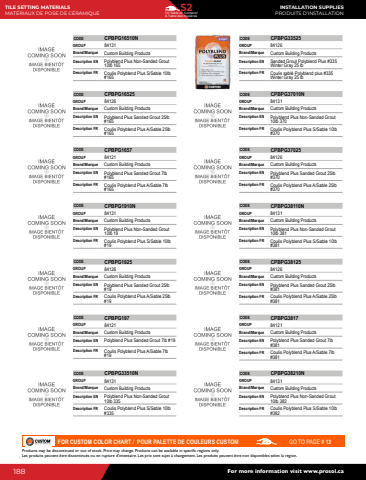 TILE SETTING MATERIALS
MATÉRIAUX DE POSE DE CÉRAMIQUE
S2
INSTALLATION SUPPLIES
PRODUITS D'INSTALLATION
IMAGE
COMING SOON
IMAGE BIENTÔT
DISPONIBLE
CODE CPBPG16510N
GROUP 84131
Brand/Marque Custom Building Products
Description EN Polyblend Plus Non-Sanded Grout
10lb 165
Description FR Coulis Polyblend Plus S/Sable 10lb
#165
IMAGE
COMING SOON
IMAGE BIENTÔT
DISPONIBLE
CODE CPBPG16525
GROUP 84126
Brand/Marque Custom Building Products
Description EN Polyblend Plus Sanded Grout 25lb
#165
Description FR Coulis Polyblend Plus A/Sable 25lb
#165
IMAGE
COMING SOON
IMAGE BIENTÔT
DISPONIBLE
CODE CPBPG1657
GROUP 84121
Brand/Marque Custom Building Products
Description EN Polyblend Plus Sanded Grout 7lb
#165
Description FR Coulis Polyblend Plus A/Sable 7lb
#165
IMAGE
COMING SOON
IMAGE BIENTÔT
DISPONIBLE
CODE CPBPG1910N
GROUP 84131
Brand/Marque Custom Building Products
Description EN Polyblend Plus Non-Sanded Grout
10lb 19
Description FR Coulis Polyblend Plus S/Sable 10lb
#19
IMAGE
COMING SOON
IMAGE BIENTÔT
DISPONIBLE
CODE CPBPG1925
GROUP 84126
Brand/Marque Custom Building Products
Description EN Polyblend Plus Sanded Grout 25lb
#19
Description FR Coulis Polyblend Plus A/Sable 25lb
#19
IMAGE
COMING SOON
IMAGE BIENTÔT
DISPONIBLE
CODE CPBPG197
GROUP 84121
Brand/Marque Custom Building Products
Description EN Polyblend Plus Sanded Grout 7lb #19
Description FR Coulis Polyblend Plus A/Sable 7lb
#19
IMAGE
COMING SOON
IMAGE BIENTÔT
DISPONIBLE
CODE CPBPG33510N
GROUP 84131
Brand/Marque Custom Building Products
Description EN Polyblend Plus Non-Sanded Grout
10lb 335
Description FR Coulis Polyblend Plus S/Sable 10lb
#335
POLYBLEND
PLUS
CODE CPBPG33525
GROUP 84126
Brand/Marque Custom Building Products
Description EN Sanded Grout Polyblend Plus #335
Winter Gray 25 lb
Description FR Coulis sablé Polyblend plus #335
Winter Gray 25 lb
IMAGE
COMING SOON
IMAGE BIENTÔT
DISPONIBLE
CODE CPBPG37010N
GROUP 84131
Brand/Marque Custom Building Products
Description EN Polyblend Plus Non-Sanded Grout
10lb 370
Description FR Coulis Polyblend Plus S/Sable 10lb
#370
IMAGE
COMING SOON
IMAGE BIENTÔT
DISPONIBLE
CODE CPBPG37025
GROUP 84126
Brand/Marque Custom Building Products
Description EN Polyblend Plus Sanded Grout 25lb
#370
Description FR Coulis Polyblend Plus A/Sable 25lb
#370
IMAGE
COMING SOON
IMAGE BIENTÔT
DISPONIBLE
CODE CPBPG38110N
GROUP 84131
Brand/Marque Custom Building Products
Description EN Polyblend Plus Non-Sanded Grout
10lb 381
Description FR Coulis Polyblend Plus S/Sable 10lb
#381
IMAGE
COMING SOON
IMAGE BIENTÔT
DISPONIBLE
CODE CPBPG38125
GROUP 84126
Brand/Marque Custom Building Products
Description EN Polyblend Plus Sanded Grout 25lb
#381
Description FR Coulis Polyblend Plus A/Sable 25lb
#381
IMAGE
COMING SOON
IMAGE BIENTÔT
DISPONIBLE
CODE CPBPG3817
GROUP 84121
Brand/Marque Custom Building Products
Description EN Polyblend Plus Sanded Grout 7lb
#381
Description FR Coulis Polyblend Plus A/Sable 7lb
#381
IMAGE
COMING SOON
IMAGE BIENTÔT
DISPONIBLE
CODE CPBPG38210N
GROUP 84131
Brand/Marque Custom Building Products
Description EN Polyblend Plus Non-Sanded Grout
10lb 382
Description FR Coulis Polyblend Plus S/Sable 10lb
#382
CUSTOM FOR CUSTOM COLOR CHART / POUR PALETTE DE COULEURS CUSTOM GO TO PAGE # 12
Products may be discontinued or out of stock. Price may change. Products can be available in specific regions only.
Les produits peuvent être discontinués ou en rupture d'inventaire. Les prix sont sujet à changement. Les produits peuvent être non disponibles selon la région.
188
For more information visit www.prosol.ca